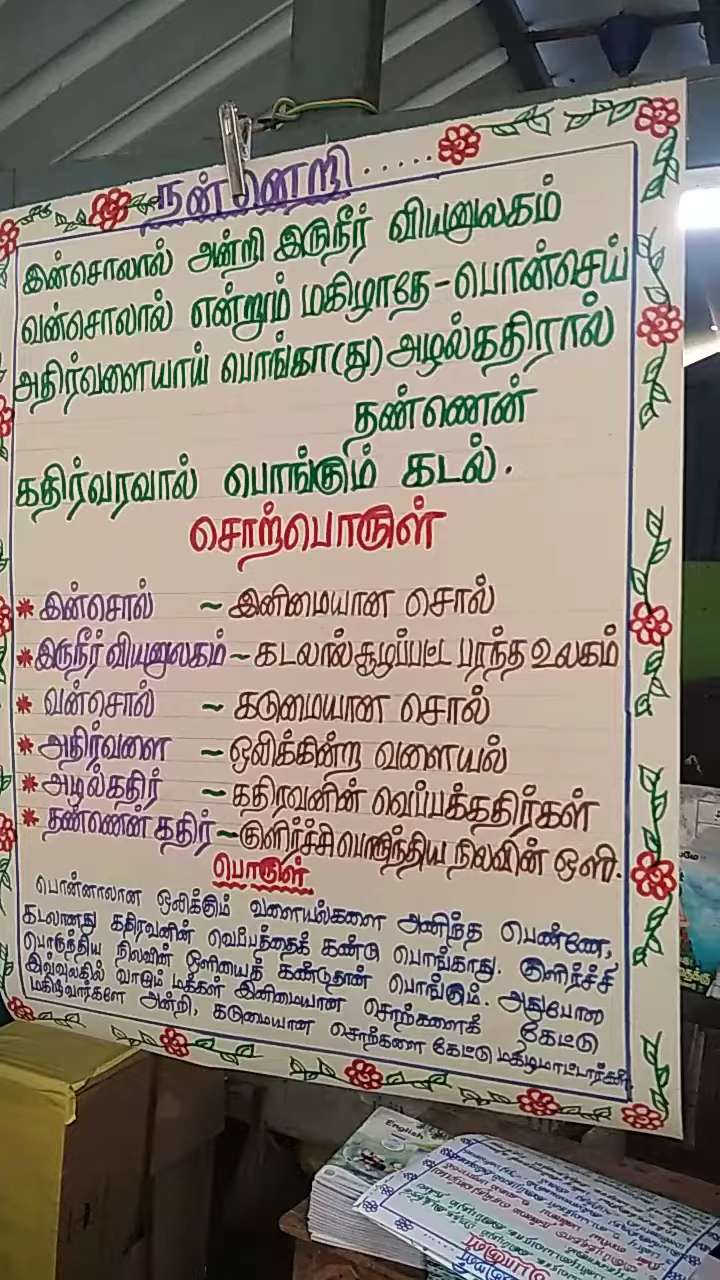 நன்னெறி.....
இன்சொலால் அன்றி இருநீர் வியனுலகம்
வன்சொலால் என்றும் மகிழாதே-பொன்செய்
அதிர்வளையாய் பொங்கா(து) அழல்கதிரால்
தண்ணென்
கதிர்வரவால் பொங்கும் கடல்.
சொற்பொருள்
* இன்சொல் ~ இனிமையான சொல்
* இருநீர் வியனுலகம் ~ கடலால் சூழப்பட்ட பரந்த உலகம்
* வன்சொல் ~ கடுமையான சொல்
* அதிர்வளை ~ ஒலிக்கின்ற வளையல்
* அழல்கதிர் ~ கதிரவனின் வெப்பக்கதிர்கள்
* தண்ணென் கதிர் ~ குளிர்ச்சி பொருந்திய நிலவின் ஒளி.
பொருள்
பொன்னாலான ஒலிக்கும் வளையல்களை அணிந்த பெண்ணே,
கடலானது கதிரவனின் வெப்பத்தைக் கண்டு பொங்காது. குளிர்ச்சி
பொருந்திய நிலவின் ஒளியைக் கண்டுதான் பொங்கும். அதுபோல
இவ்வுலகில் வாழும் மக்கள் இனிமையான சொற்களைக் கேட்டு
மகிழ்வார்களே அன்றி, கடுமையான சொற்களை கேட்டு மகிழமாட்டார்கள்.
English